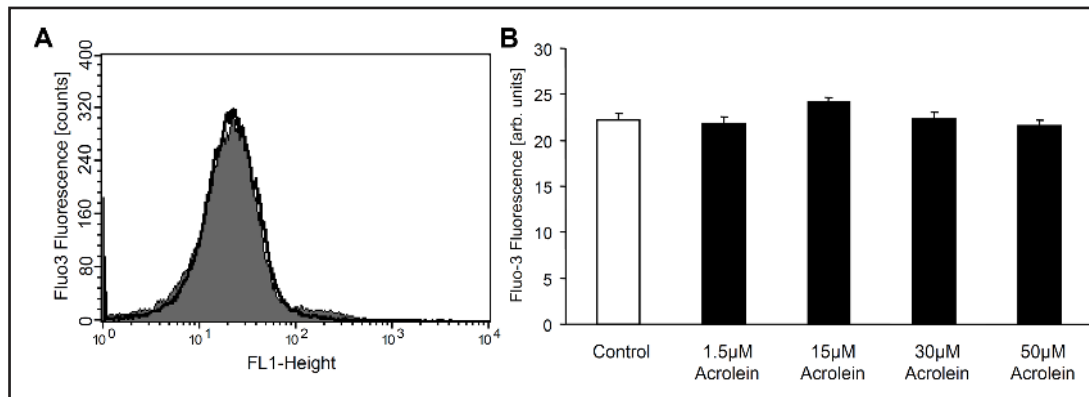 A
Fluo3 Fluorescence [counts]
400
320
240
160
80
0
10^0 10^1 10^2 10^3 10^4
FL1-Height
B
Fluo-3 Fluorescence [arb. units]
30
25
20
15
10
5
0
Control 1.5µM 15µM 30µM 50µM
Acrolein Acrolein Acrolein Acrolein